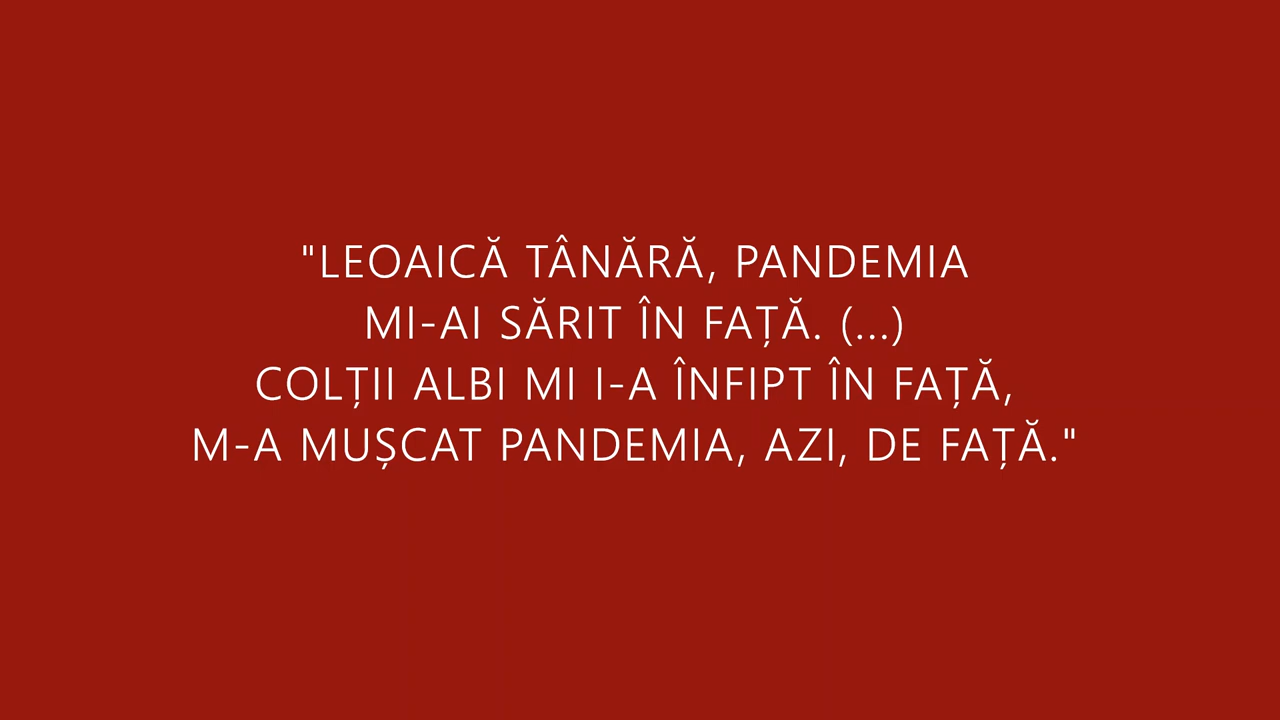 "LEOAICĂ TÂNĂRĂ, PANDEMIA
MI-AI SĂRIT ÎN FAȚĂ. (...)
COLȚII ALBI MI I-A ÎNFIPT ÎN FAȚĂ,
M-A MUȘCAT PANDEMIA, AZI, DE FAȚĂ."